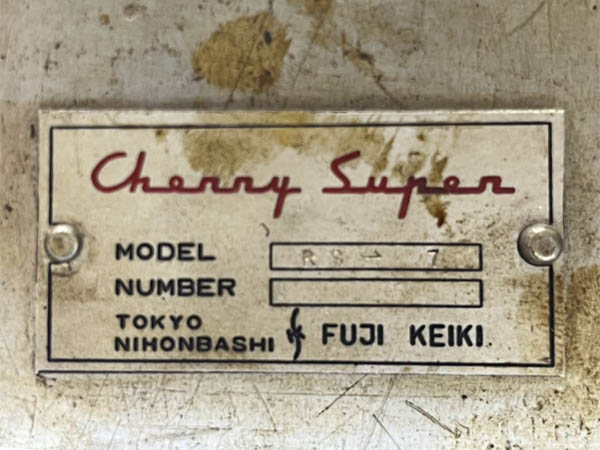 Cherry Super
MODEL RS-7
NUMBER
TOKYO
NIHONBASHI FUJI KEIKI